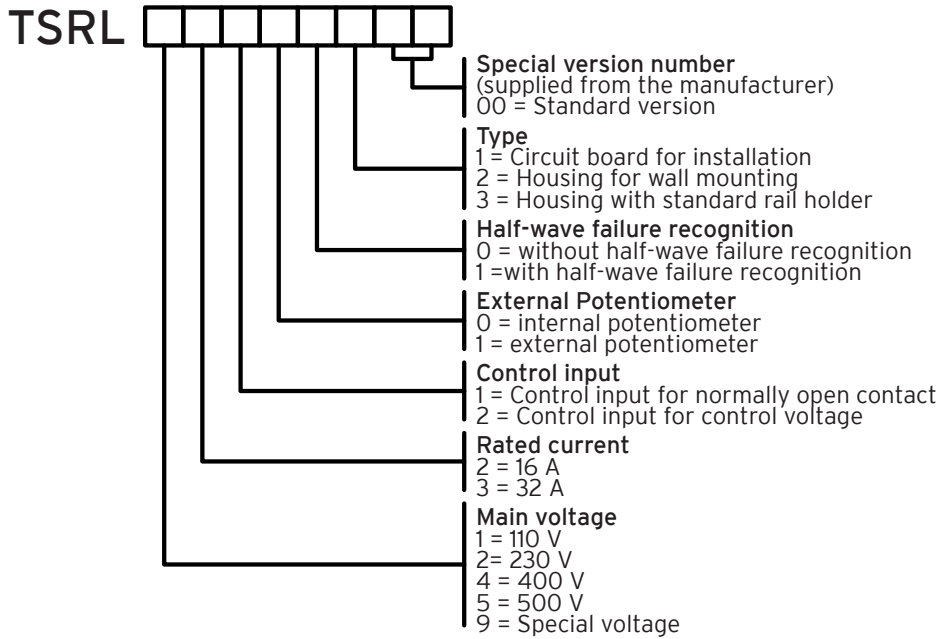 TSRL
Special version number
(supplied from the manufacturer)
00 = Standard version
Type
1 = Circuit board for installation
2 = Housing for wall mounting
3 = Housing with standard rail holder
Half-wave failure recognition
0 = without half-wave failure recognition
1 =with half-wave failure recognition
External Potentiometer
0 = internal potentiometer
1 = external potentiometer
Control input
1 = Control input for normally open contact
2 = Control input for control voltage
Rated current
2 = 16 A
3 = 32 A
Main voltage
1 = 110 V
2= 230 V
4 = 400 V
5 = 500 V
9 = Special voltage